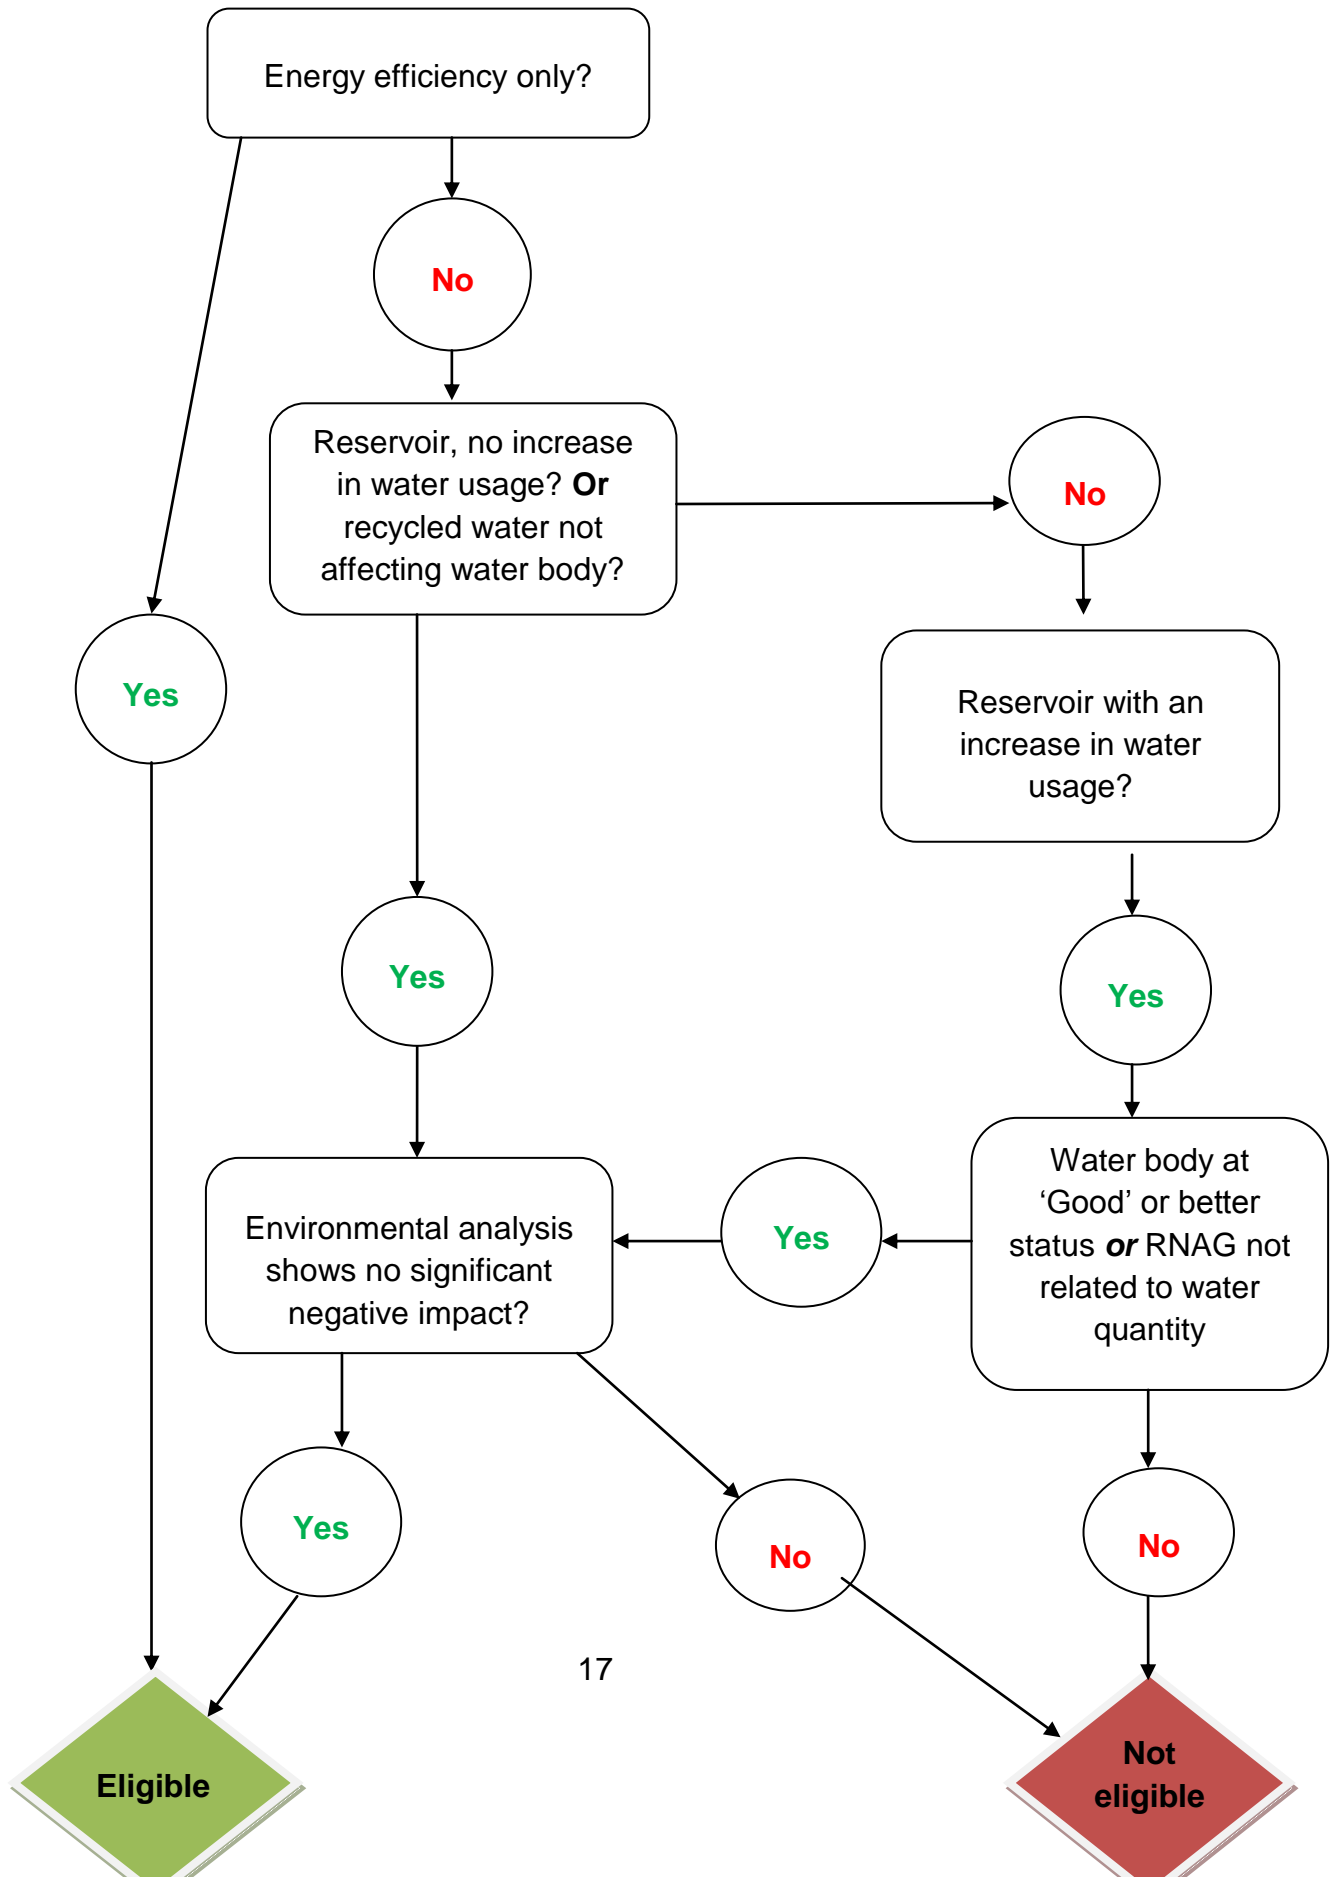 Energy efficiency only?
No
Reservoir, no increase
in water usage? Or
recycled water not
affecting water body?
No
Yes
Reservoir with an
increase in water
usage?
Yes
Yes
Water body at
‘Good’ or better
status or RNAG not
related to water
quantity
Yes
Environmental analysis
shows no significant
negative impact?
Yes
No
No
17
Eligible
Not
eligible